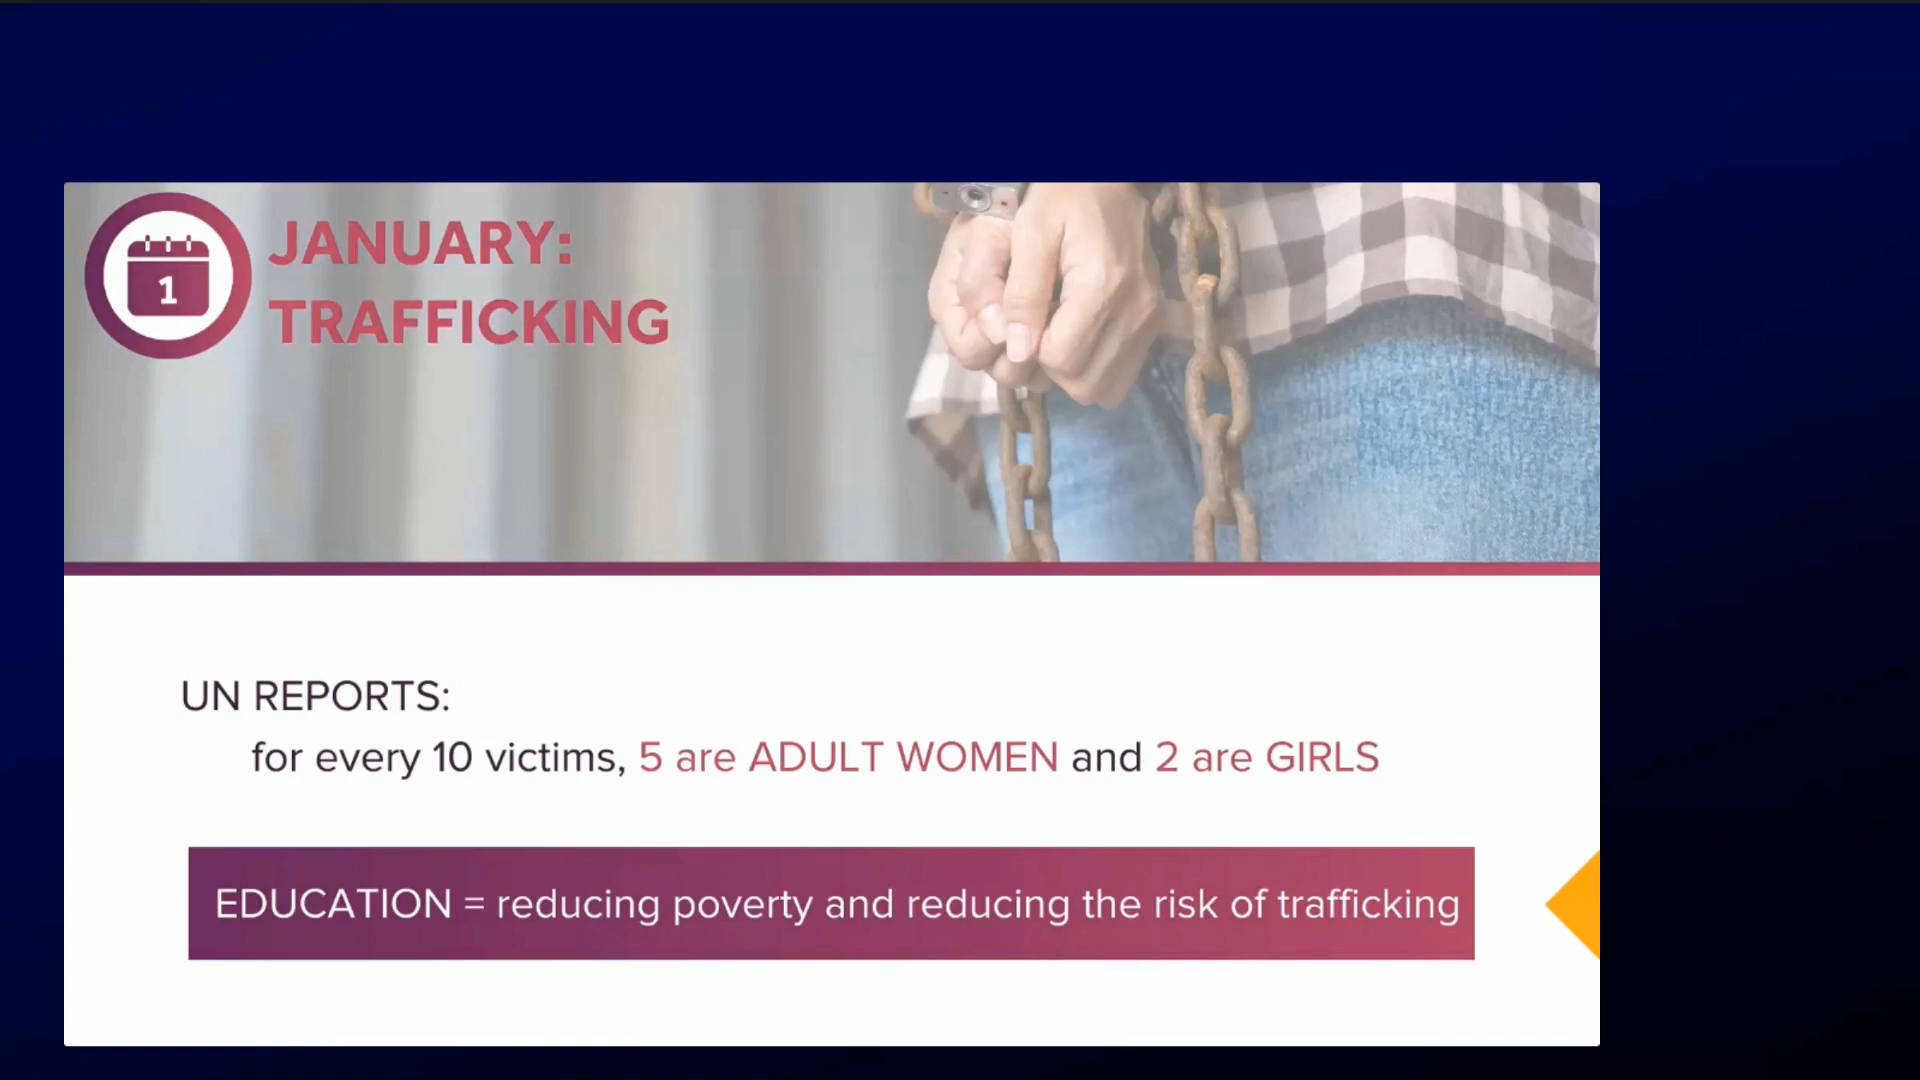 1
JANUARY:
TRAFFICKING
UN REPORTS:
for every 10 victims, 5 are ADULT WOMEN and 2 are GIRLS
EDUCATION = reducing poverty and reducing the risk of trafficking